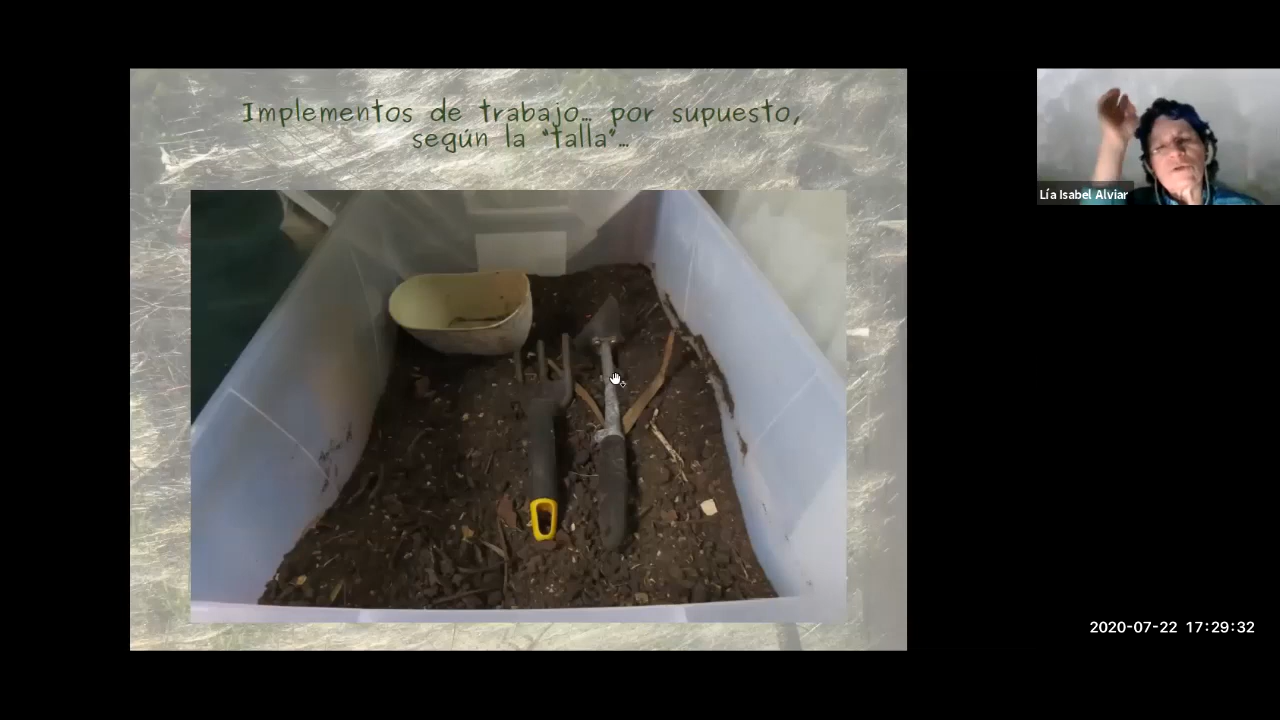 Implementos de trabajo... por supuesto,
según la "talla"...
Lía Isabel Alviar
2020-07-22 17:29:32